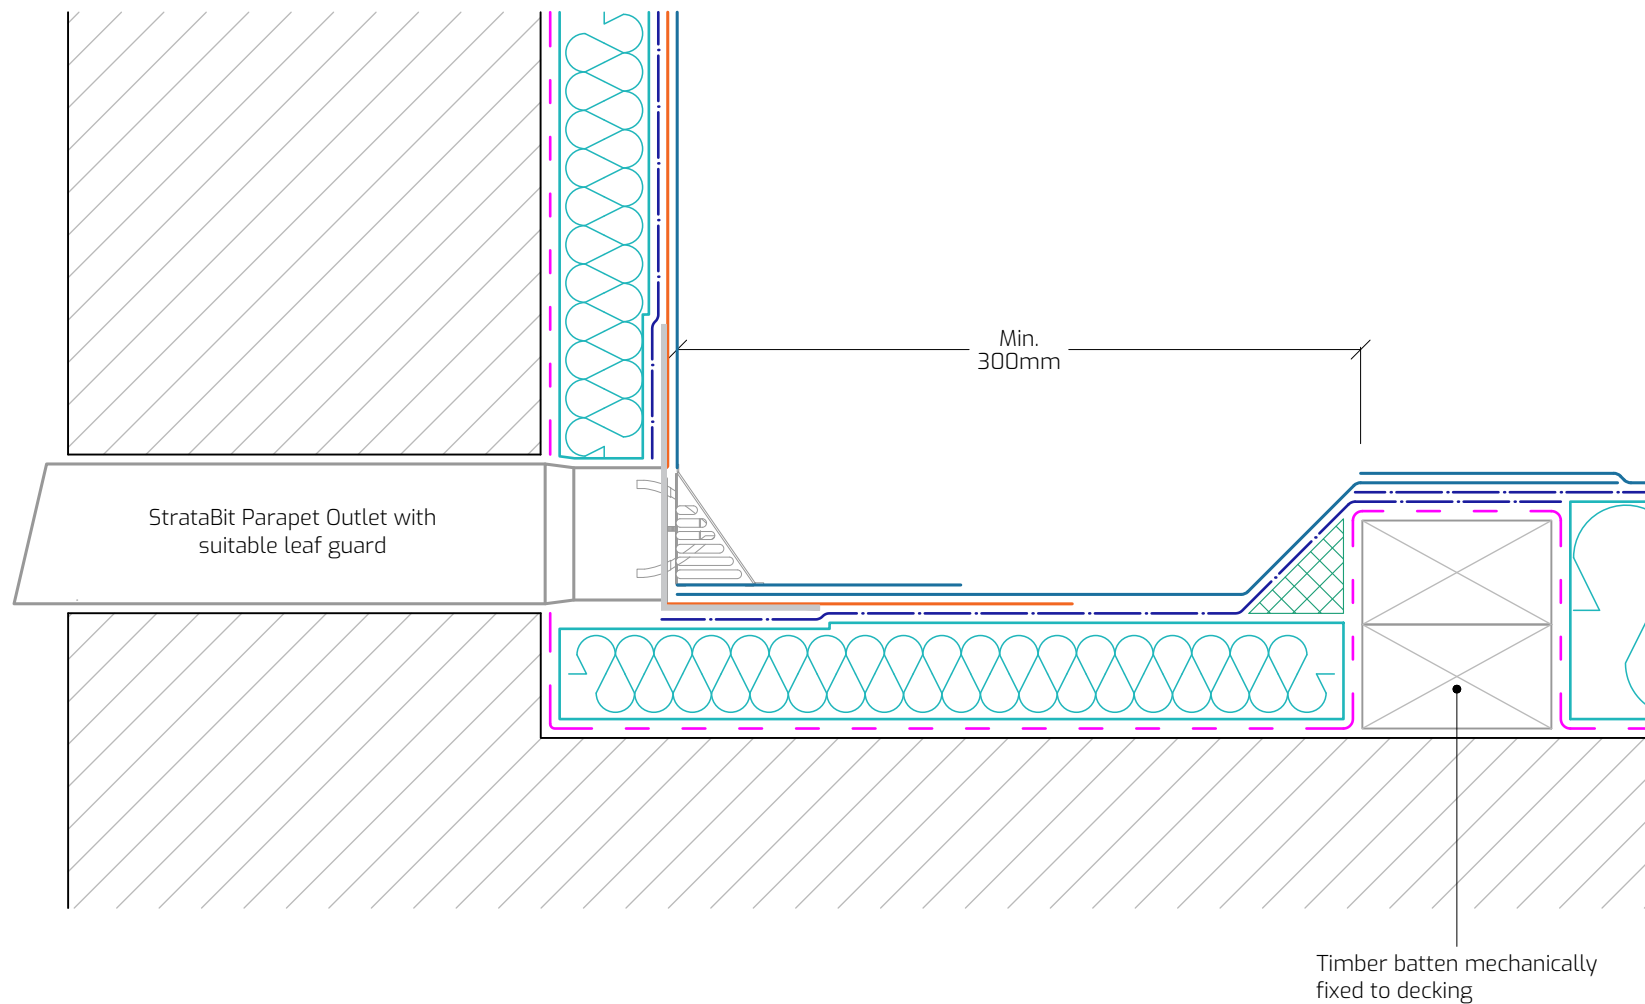 Min.
300mm
StrataBit Parapet Outlet with
suitable leaf guard
Timber batten mechanically
fixed to decking